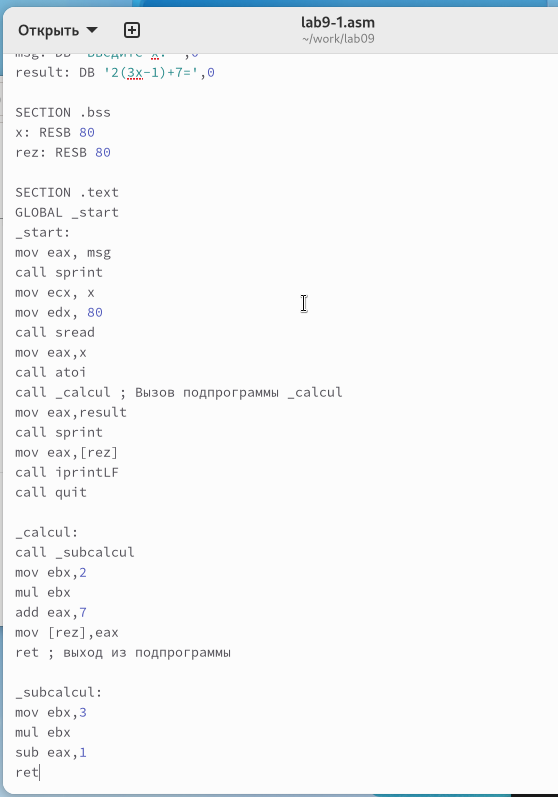 Открыть
lab9-1.asm
~/work/lab09
msg: DB 'Введите x: ',0
result: DB '2(3x-1)+7=',0
SECTION .bss
x: RESB 80
rez: RESB 80
SECTION .text
GLOBAL _start
_start:
mov eax, msg
call sprint
mov ecx, x
mov edx, 80
call sread
mov eax,x
call atoi
call _calcul ; Вызов подпрограммы _calcul
mov eax,result
call sprint
mov eax,[rez]
call iprintLF
call quit
_calcul:
call _subcalcul
mov ebx,2
mul ebx
add eax,7
mov [rez],eax
ret ; выход из подпрограммы
_subcalcul:
mov ebx,3
mul ebx
sub eax,1
ret